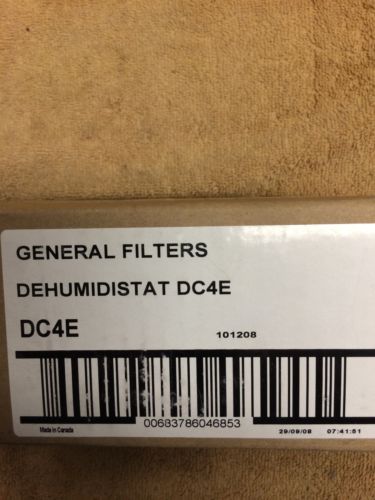 GENERAL FILTERS
DEHUMIDISTAT DC4E
DC4E 101208
Made in Canada 00683786046853 29/09/08 07:41:51